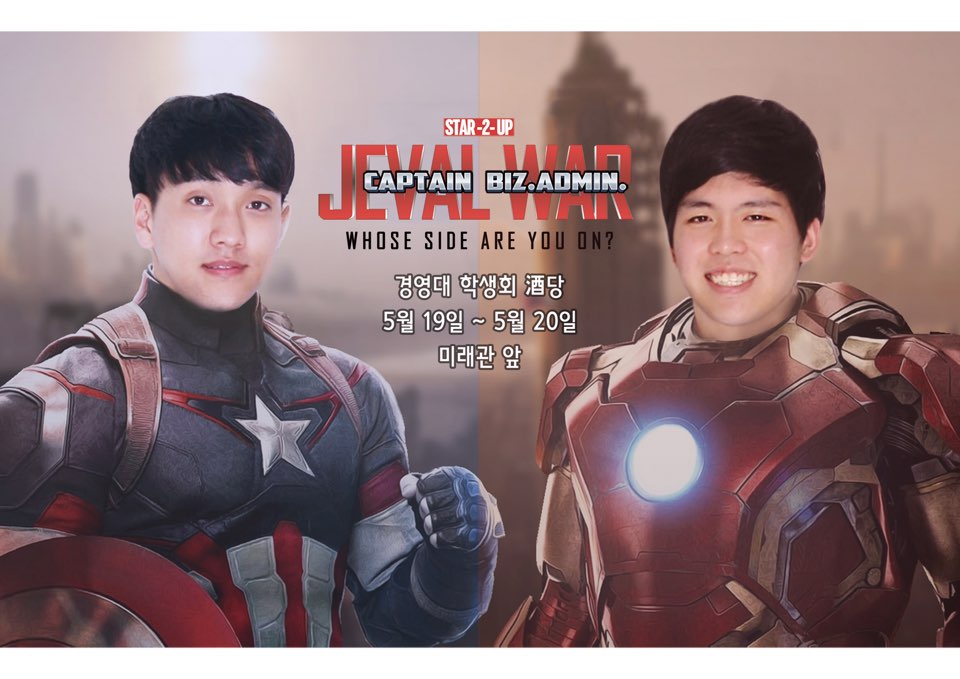 STAR-2-UP
JEVAL WAR
CAPTAIN BIZ.ADMIN.
WHOSE SIDE ARE YOU ON?
경영대 학생회 酒당
5월 19일 ~ 5월 20일
미래관 앞